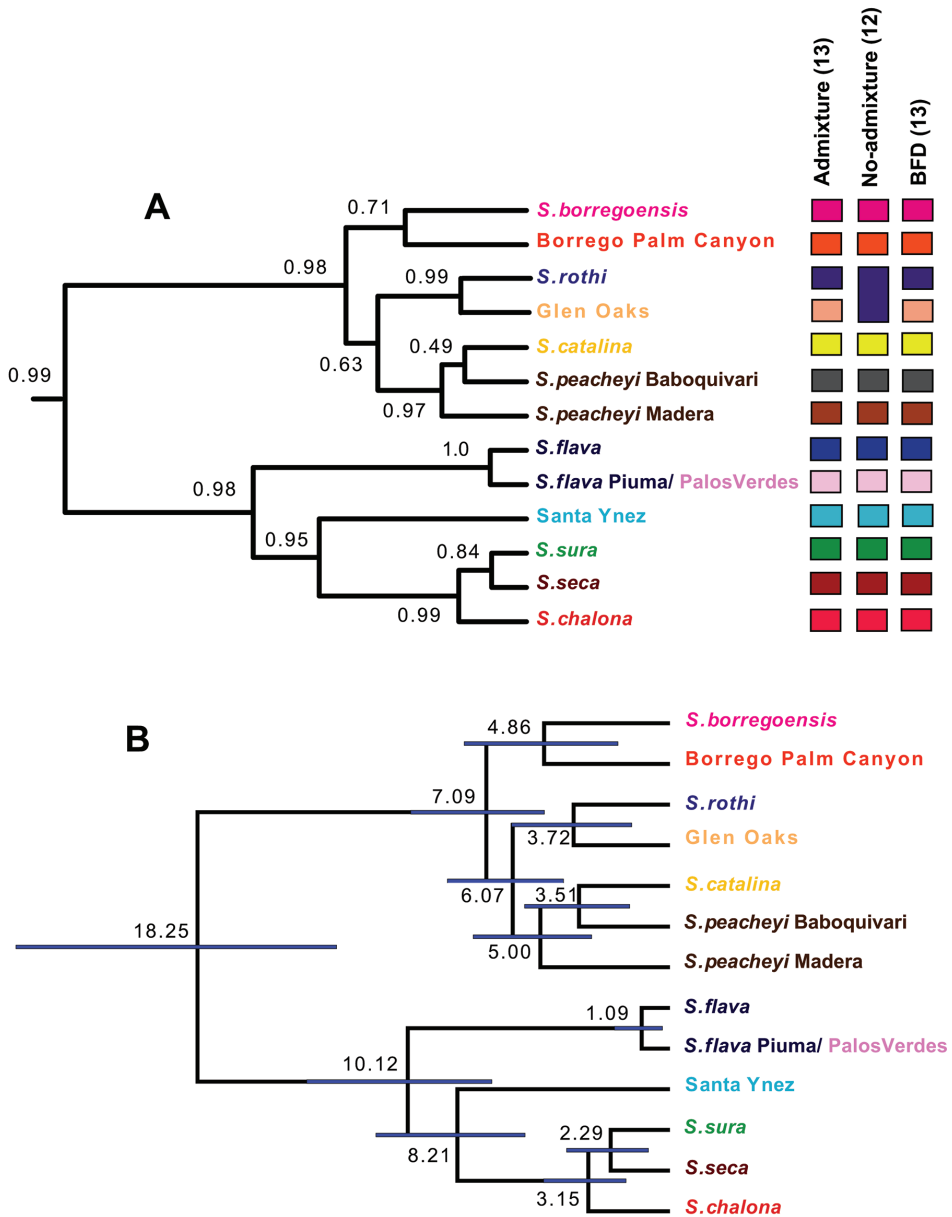 Admixture (13)
No-admixture (12)
BFD (13)
A
0.71
S.borregoensis
Borrego Palm Canyon
0.98
0.99
S.rothi
Glen Oaks
0.49
S.catalina
0.63
0.99
S.peacheyi Baboquivari
0.97
S.peacheyi Madera
1.0
S.flava
S.flava Piuma/ PalosVerdes
0.98
Santa Ynez
0.95
0.84
S.sura
S.seca
0.99
S.chalona
B
4.86
S.borregoensis
Borrego Palm Canyon
7.09
S.rothi
3.72
Glen Oaks
6.07
3.51
S.catalina
S.peacheyi Baboquivari
5.00
18.25
S.peacheyi Madera
1.09
S.flava
S.flava Piuma/ PalosVerdes
10.12
Santa Ynez
8.21
2.29
S.sura
S.seca
3.15
S.chalona